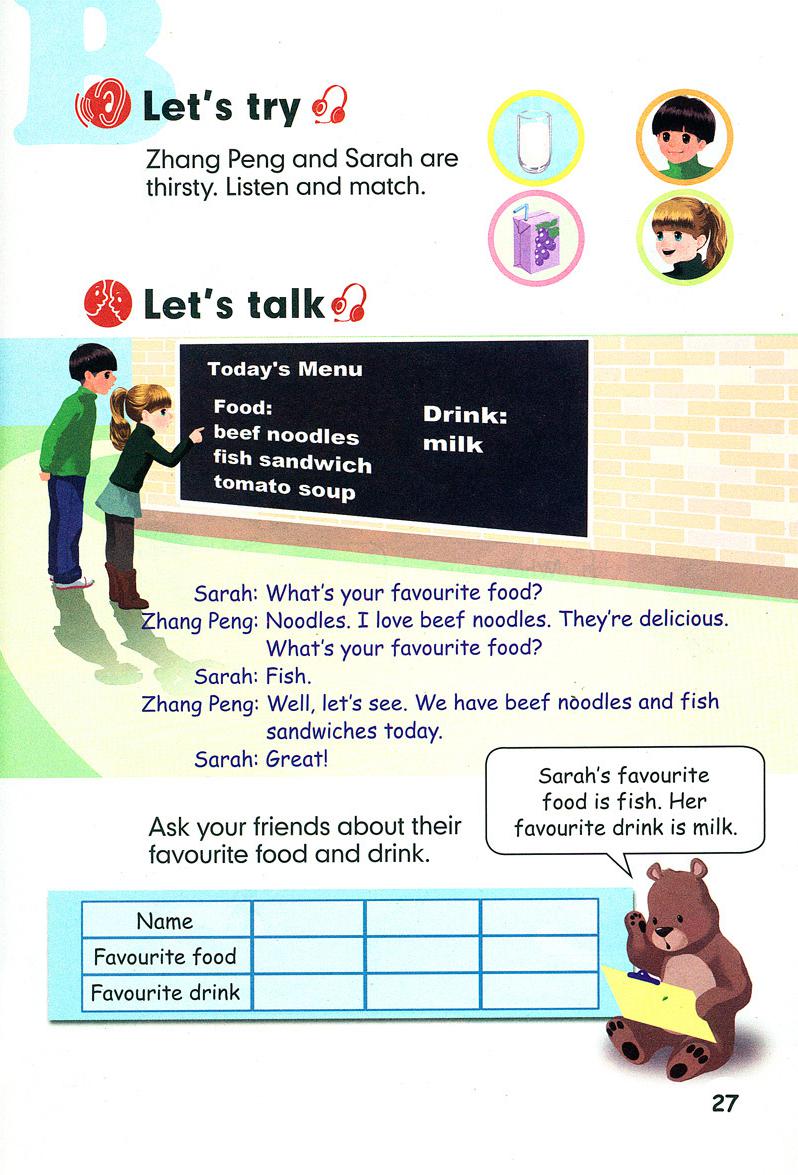 B
Let's try
Zhang Peng and Sarah are
thirsty. Listen and match.
Let's talk
Today's Menu
Food:
beef noodles
fish sandwich
tomato soup
Drink:
milk
Sarah: What's your favourite food?
Zhang Peng: Noodles. I love beef noodles. They're delicious.
What's your favourite food?
Sarah: Fish.
Zhang Peng: Well, let's see. We have beef noodles and fish
sandwiches today.
Sarah: Great!
Sarah's favourite
food is fish. Her
favourite drink is milk.
Ask your friends about their
favourite food and drink.
Name
Favourite food
Favourite drink
27